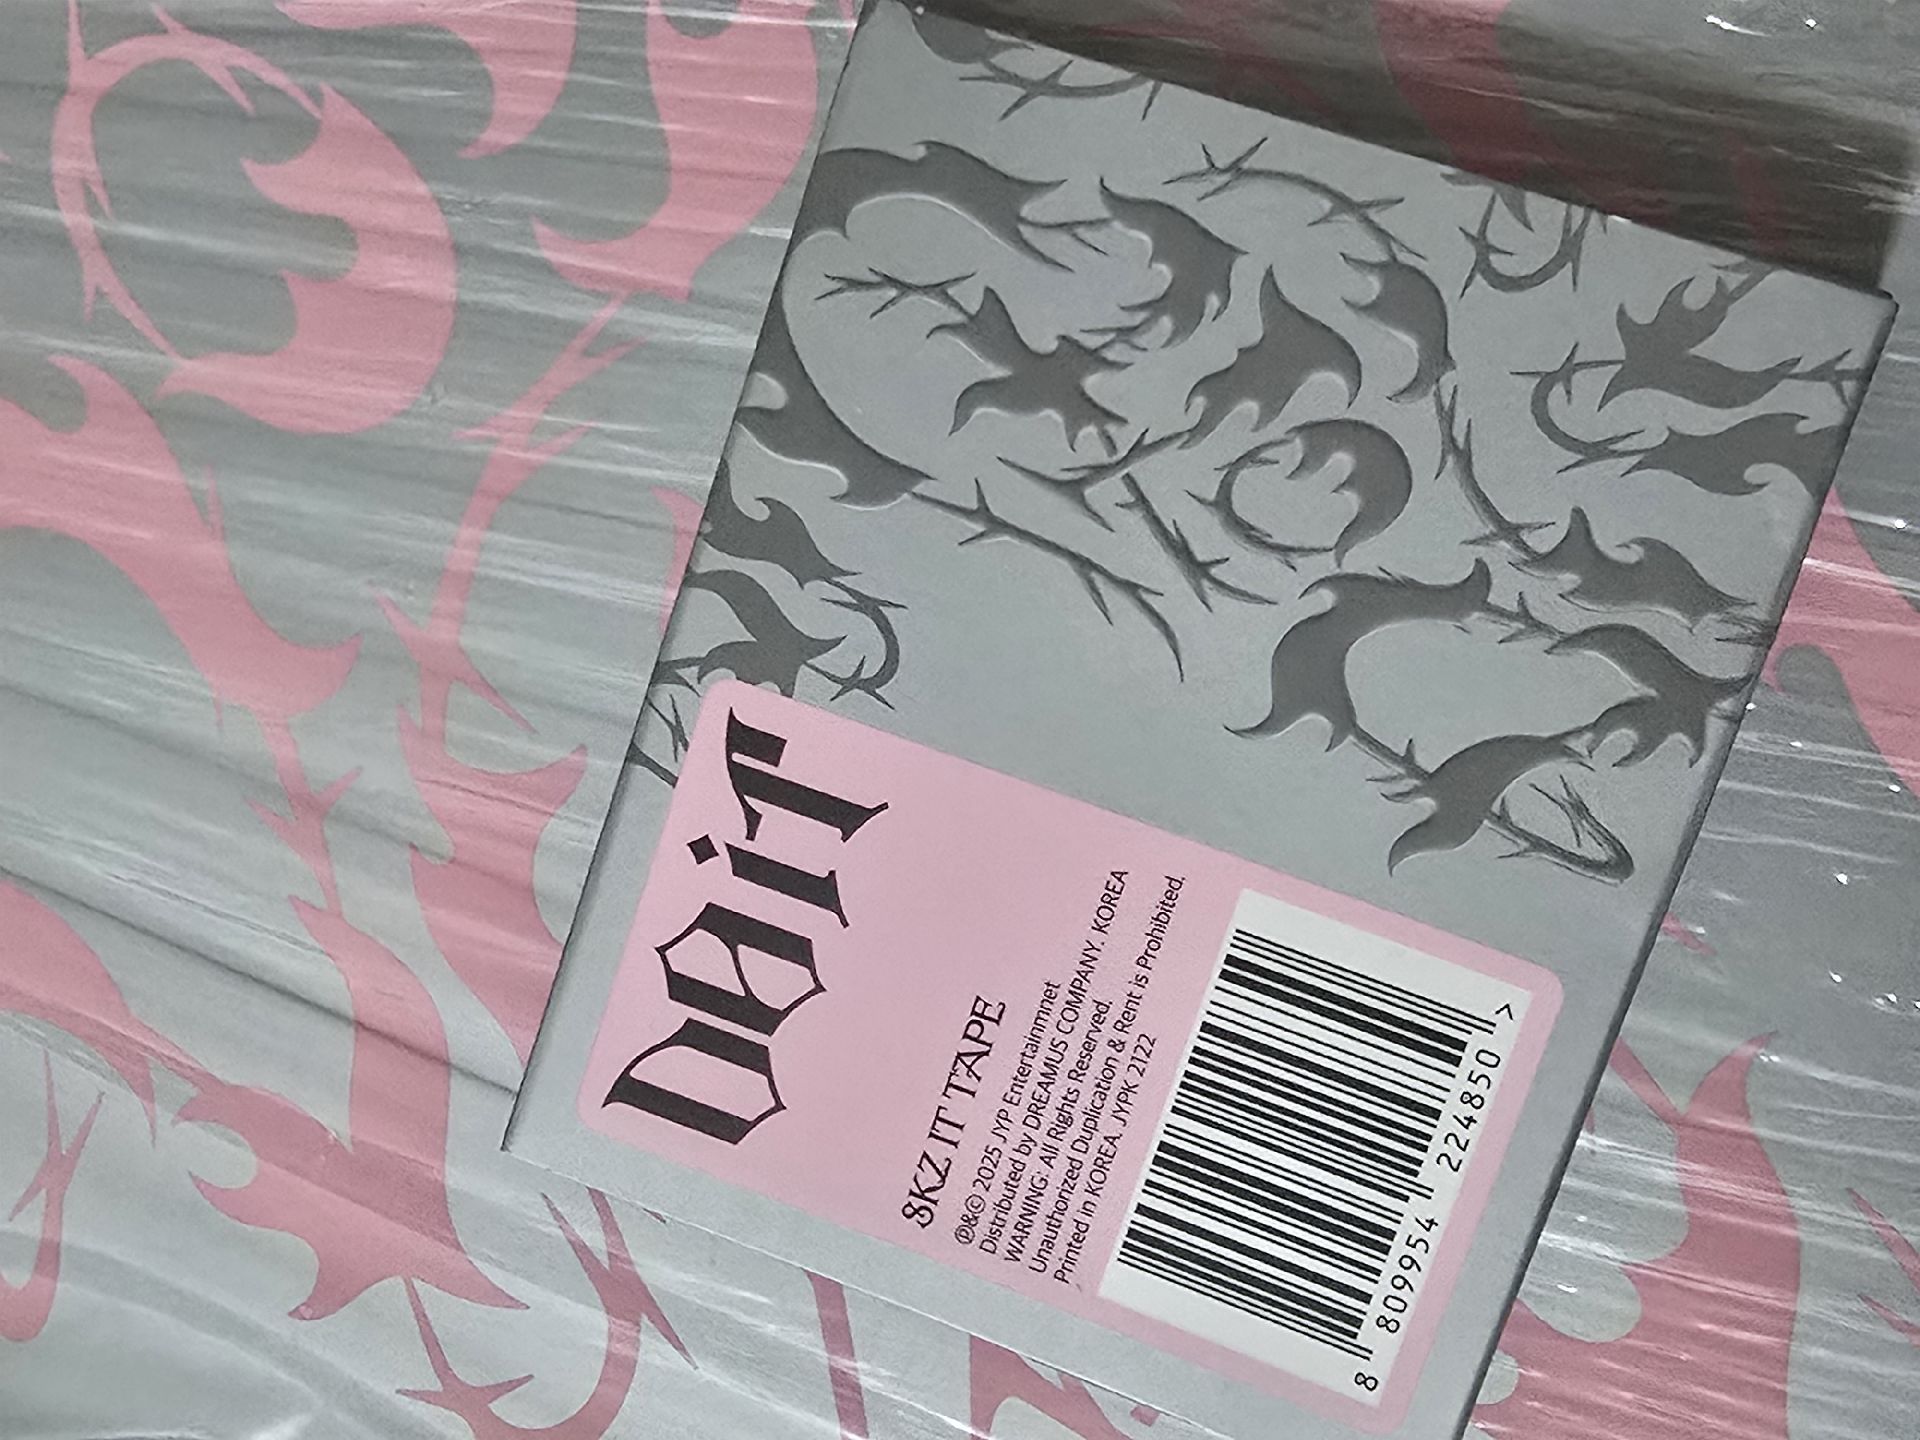 DO iT
SKZ IT TAPE
℗&© 2025 JYP Entertainmnet
Distributed by DREAMUS COMPANY. KOREA
WARNING: All Rights Reserved.
Unauthorized Duplication & Rent is Prohibited.
Printed in KOREA. JYPK 2122
8 809954 224850 >